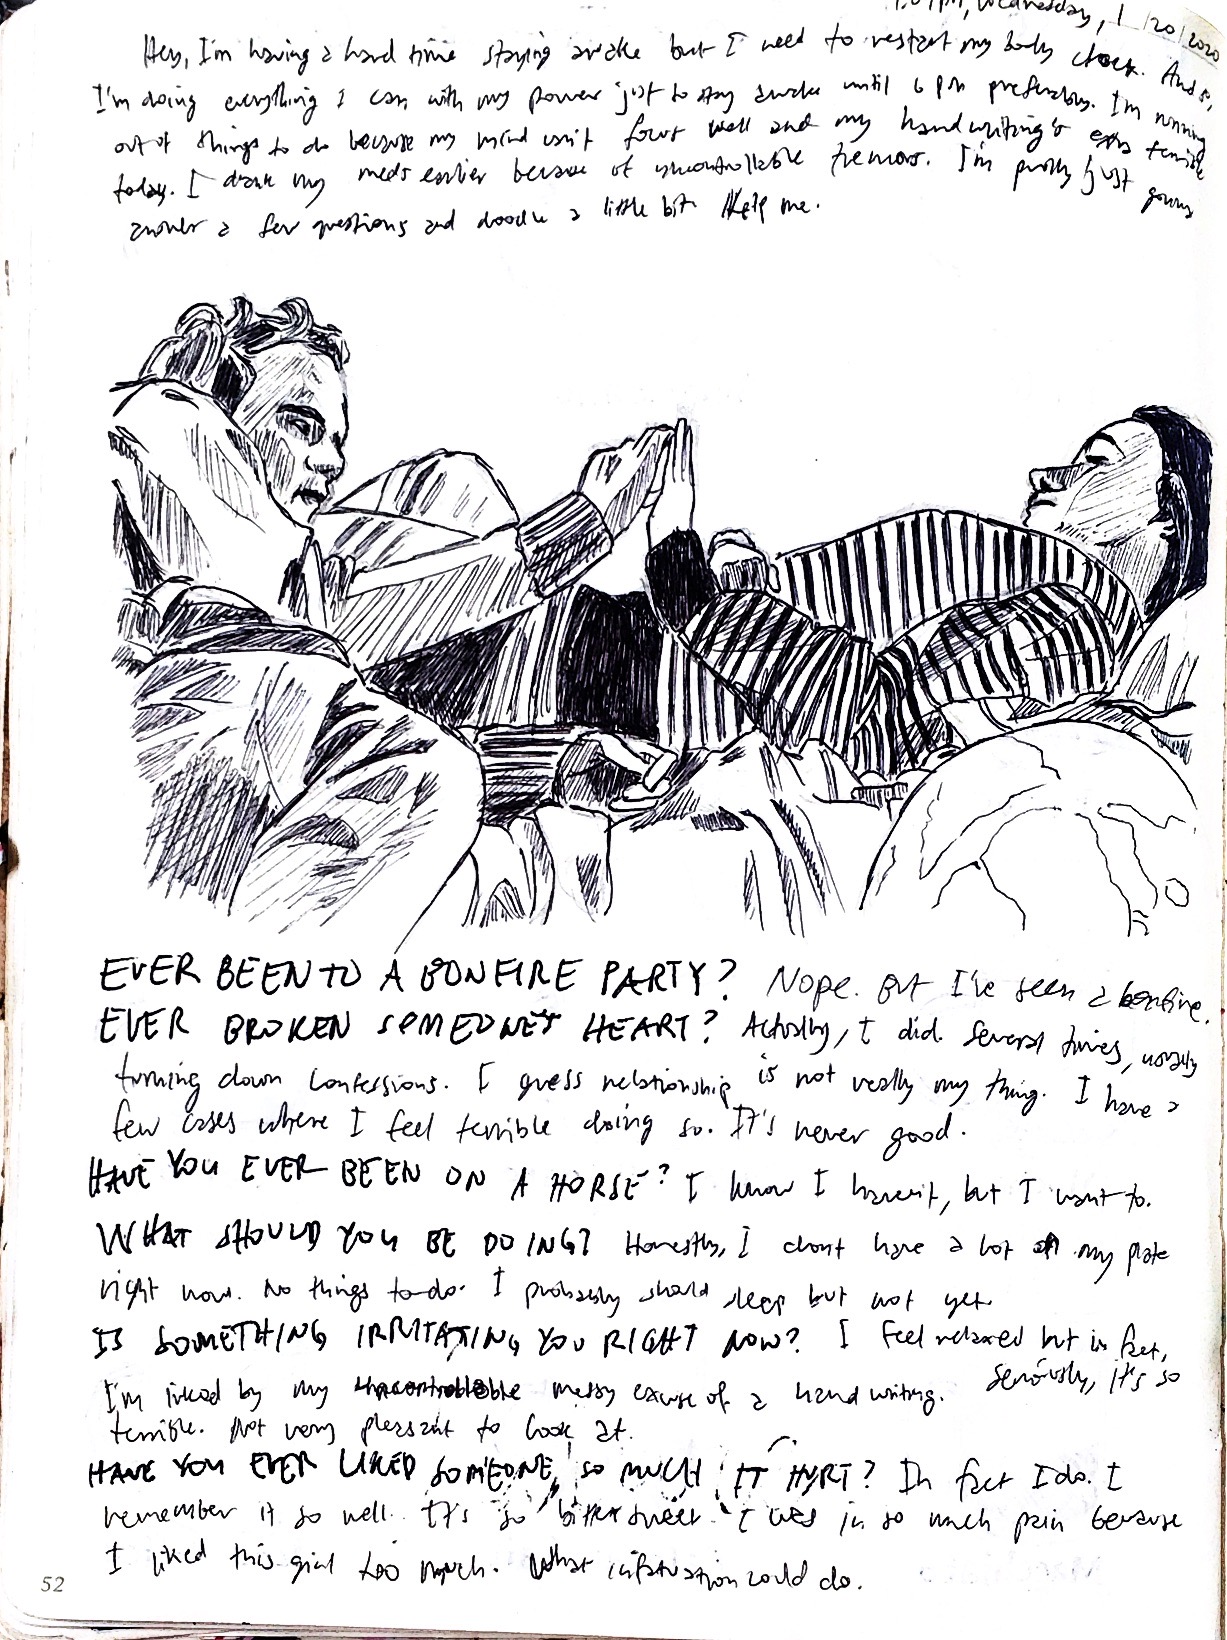 PM, Wednesday, 1/20/2020
Hey, I'm having a hard time staying awake but I need to restart my body clock. And so,
I'm doing everything I can with my power just to stay awake until 6 PM preferably. I'm running
out of things to do because my mind can't focus well and my handwriting's extra terrible
today. I drank my meds earlier because of uncontrollable tremors. I'm probably just gonna
answer a few questions and doodle a little bit. Help me.
EVER BEEN TO A BONFIRE PARTY? Nope. But I've seen a bonfire.
EVER BROKEN SOMEONE'S HEART? Actually, I did. Several times, usually
turning down confessions. I guess relationship is not really my thing. I have a
few cases where I feel terrible doing so. It's never good.
HAVE YOU EVER BEEN ON A HORSE? I know I haven't, but I want to.
WHAT SHOULD YOU BE DOING? Honestly, I don't have a lot on my plate
right now. No things to-do. I probably should sleep but not yet.
IS SOMETHING IRRITATING YOU RIGHT NOW? I feel relaxed but in fact,
I'm irked by my uncontrollable messy excuse of a handwriting. Seriously, it's so
terrible. Not very pleasant to look at.
HAVE YOU EVER LIKED SOMEONE SO MUCH IT HURT? In fact I do. I
remember it so well. It's so bittersweet. I was in so much pain because
I liked this girl too much. What infatuation could do.
52